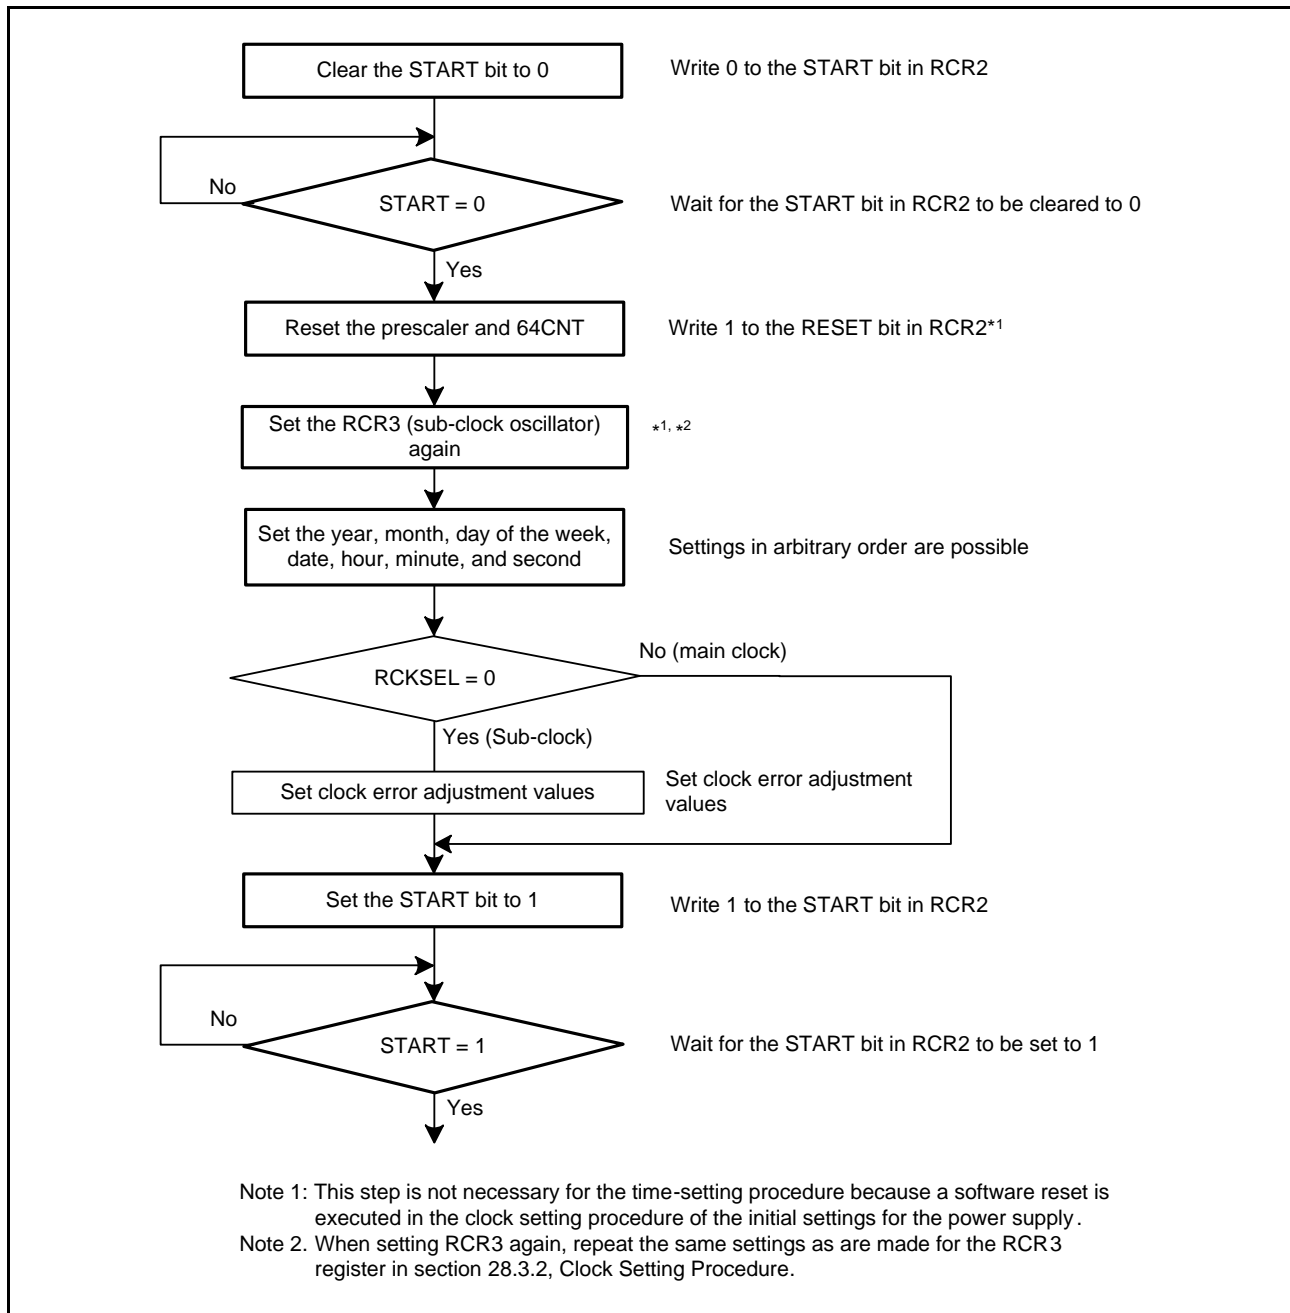 Clear the START bit to 0
Write 0 to the START bit in RCR2
No
START = 0
Wait for the START bit in RCR2 to be cleared to 0
Yes
Reset the prescaler and 64CNT
Write 1 to the RESET bit in RCR2*1
Set the RCR3 (sub-clock oscillator)
again
*1, *2
Set the year, month, day of the week,
date, hour, minute, and second
Settings in arbitrary order are possible
No (main clock)
RCKSEL = 0
Yes (Sub-clock)
Set clock error adjustment values
Set clock error adjustment
values
Set the START bit to 1
Write 1 to the START bit in RCR2
No
START = 1
Wait for the START bit in RCR2 to be set to 1
Yes
Note 1: This step is not necessary for the time-setting procedure because a software reset is
executed in the clock setting procedure of the initial settings for the power supply.
Note 2. When setting RCR3 again, repeat the same settings as are made for the RCR3
register in section 28.3.2, Clock Setting Procedure.